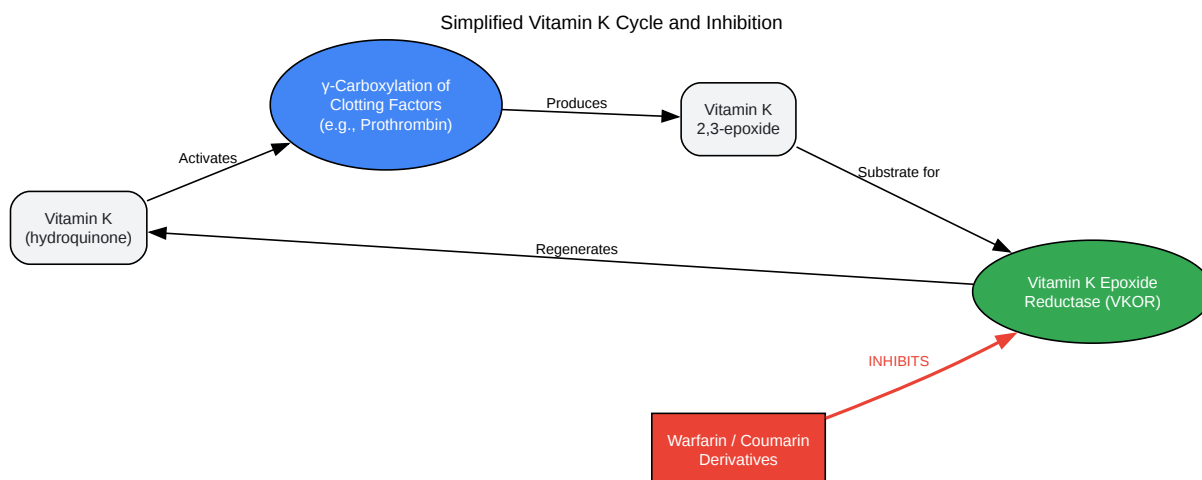 Simplified Vitamin K Cycle and Inhibition
γ-Carboxylation of
Clotting Factors
(e.g., Prothrombin)
Produces
Vitamin K
2,3-epoxide
Activates
Substrate for
Vitamin K
(hydroquinone)
Regenerates
Vitamin K Epoxide
Reductase (VKOR)
INHIBITS
Warfarin / Coumarin
Derivatives